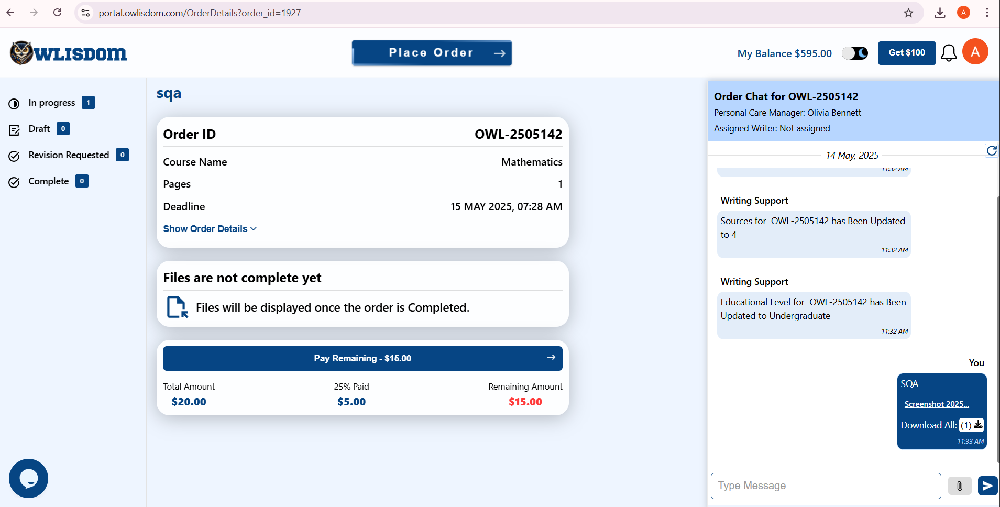 portal.owlisdom.com/OrderDetails?order_id=1927
A
WLISDOM
Place Order
My Balance $595.00
Get $100
A
In progress 1
Draft 0
Revision Requested 0
Complete 0
sqa
Order ID OWL-2505142
Course Name Mathematics
Pages 1
Deadline 15 MAY 2025, 07:28 AM
Show Order Details
Files are not complete yet
Files will be displayed once the order is Completed.
Pay Remaining - $15.00
Total Amount 25% Paid Remaining Amount
$20.00 $5.00 $15.00
Order Chat for OWL-2505142
Personal Care Manager: Olivia Bennett
Assigned Writer: Not assigned
14 May, 2025
11:32 AM
Writing Support
Sources for OWL-2505142 has Been Updated
to 4
11:32 AM
Writing Support
Educational Level for OWL-2505142 has Been
Updated to Undergraduate
11:32 AM
You
SQA
Screenshot 2025...
Download All: (1)
11:33 AM
Type Message